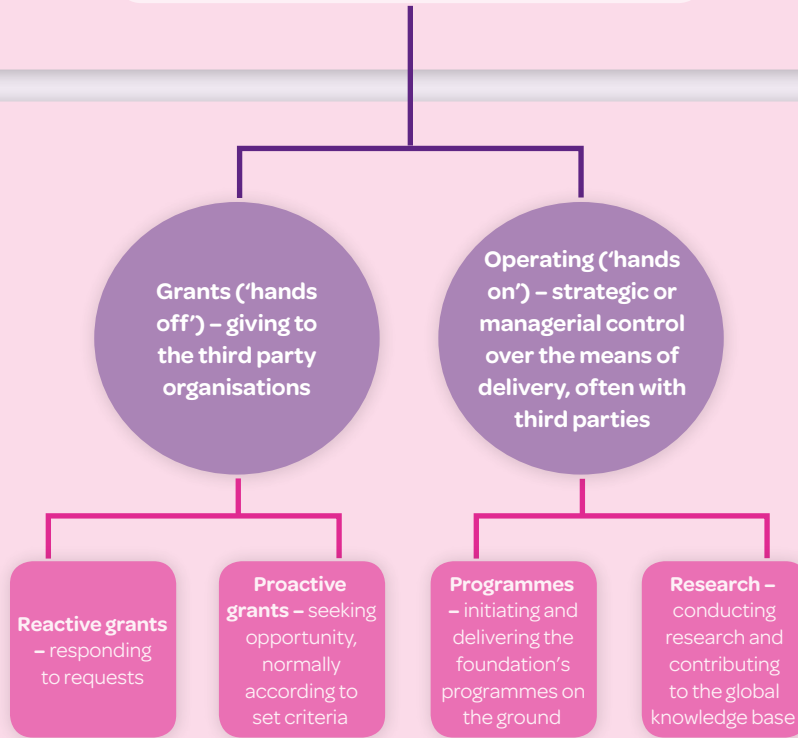 Grants (‘hands
off’) – giving to
the third party
organisations
Operating (‘hands
on’) – strategic or
managerial control
over the means of
delivery, often with
third parties
Reactive grants
– responding
to requests
Proactive
grants – seeking
opportunity,
normally
according to
set criteria
Programmes
– initiating and
delivering the
foundation’s
programmes on
the ground
Research –
conducting
research and
contributing
to the global
knowledge base